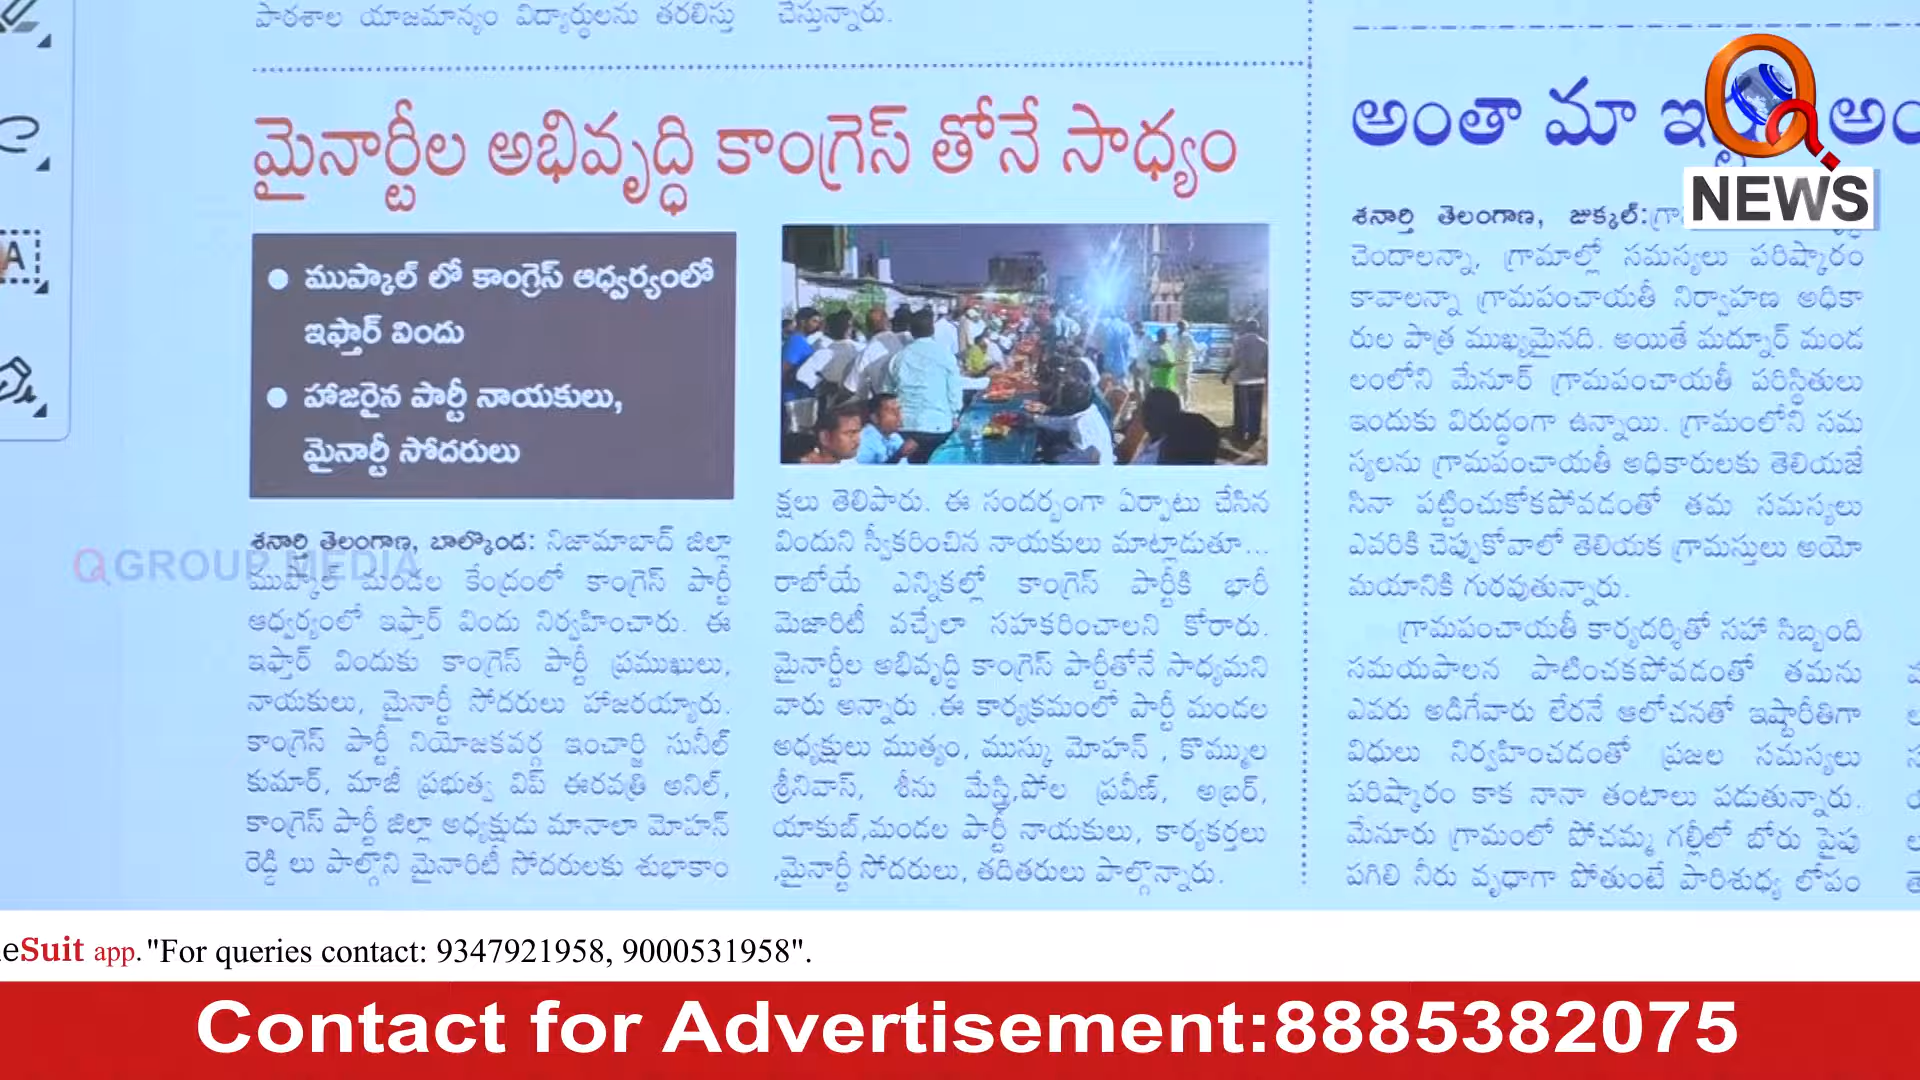 పాఠశాల యాజమాన్యం విద్యార్థులను తరలిస్తు
చేస్తున్నారు.
మైనార్టీల అభివృద్ధి కాంగ్రెస్ తోనే సాధ్యం
● ముప్కాల్ లో కాంగ్రెస్ ఆధ్వర్యంలో
ఇఫ్తార్ విందు
● హాజరైన పార్టీ నాయకులు,
మైనార్టీ సోదరులు
శనార్తి తెలంగాణ, బాల్కొండ: నిజామాబాద్ జిల్లా
ముప్కాల్ మండల కేంద్రంలో కాంగ్రెస్ పార్టీ
ఆధ్వర్యంలో ఇఫ్తార్ విందు నిర్వహించారు. ఈ
ఇఫ్తార్ విందుకు కాంగ్రెస్ పార్టీ ప్రముఖులు,
నాయకులు, మైనార్టీ సోదరులు హాజరయ్యారు.
కాంగ్రెస్ పార్టీ నియోజకవర్గ ఇంచార్జి సునీల్
కుమార్, మాజీ ప్రభుత్వ విప్ ఈరవత్రి అనిల్,
కాంగ్రెస్ పార్టీ జిల్లా అధ్యక్షుడు మానాలా మోహన్
రెడ్డి లు పాల్గొని మైనారిటీ సోదరులకు శుభాకాం
క్షలు తెలిపారు. ఈ సందర్భంగా ఏర్పాటు చేసిన
విందుని స్వీకరించిన నాయకులు మాట్లాడుతూ...
రాబోయే ఎన్నికల్లో కాంగ్రెస్ పార్టీకి భారీ
మెజారిటీ వచ్చేలా సహకరించాలని కోరారు.
మైనార్టీల అభివృద్ధి కాంగ్రెస్ పార్టీతోనే సాధ్యమని
వారు అన్నారు .ఈ కార్యక్రమంలో పార్టీ మండల
అధ్యక్షులు ముత్యం, ముస్కు మోహన్ , కొమ్ముల
శ్రీనివాస్, శీను మేస్త్రి,పోల ప్రవీణ్, అబ్రర్,
యాకుబ్,మండల పార్టీ నాయకులు, కార్యకర్తలు
,మైనార్టీ సోదరులు, తదితరులు పాల్గొన్నారు.
అంతా మా
శనార్తి తెలంగాణ, జుక్కల్:
చెందాలన్నా, గ్రామాల్లో సమస్యలు పరిష్కారం
కావాలన్నా గ్రామపంచాయతీ నిర్వాహణ అధికా
రుల పాత్ర ముఖ్యమైనది. అయితే మద్నూర్ మండ
లంలోని మేనూర్ గ్రామపంచాయతీ పరిస్థితులు
ఇందుకు విరుద్ధంగా ఉన్నాయి. గ్రామంలోని సమ
స్యలను గ్రామపంచాయతీ అధికారులకు తెలియజే
సినా పట్టించుకోకపోవడంతో తమ సమస్యలు
ఎవరికి చెప్పుకోవాలో తెలియక గ్రామస్తులు అయో
మయానికి గురవుతున్నారు.
గ్రామపంచాయతీ కార్యదర్శితో సహా సిబ్బంది
సమయపాలన పాటించకపోవడంతో తమను
ఎవరు అడిగేవారు లేరనే ఆలోచనతో ఇష్టారీతిగా
విధులు నిర్వహించడంతో ప్రజల సమస్యలు
పరిష్కారం కాక నానా తంటాలు పడుతున్నారు.
మేనూరు గ్రామంలో పోచమ్మ గల్లీలో బోరు పైపు
పగిలి నీరు వృధాగా పోతుంటే పారిశుధ్య లోపం
Q NEWS
Q GROUP MEDIA
eSuit app. "For queries contact: 9347921958, 9000531958".
Contact for Advertisement:8885382075